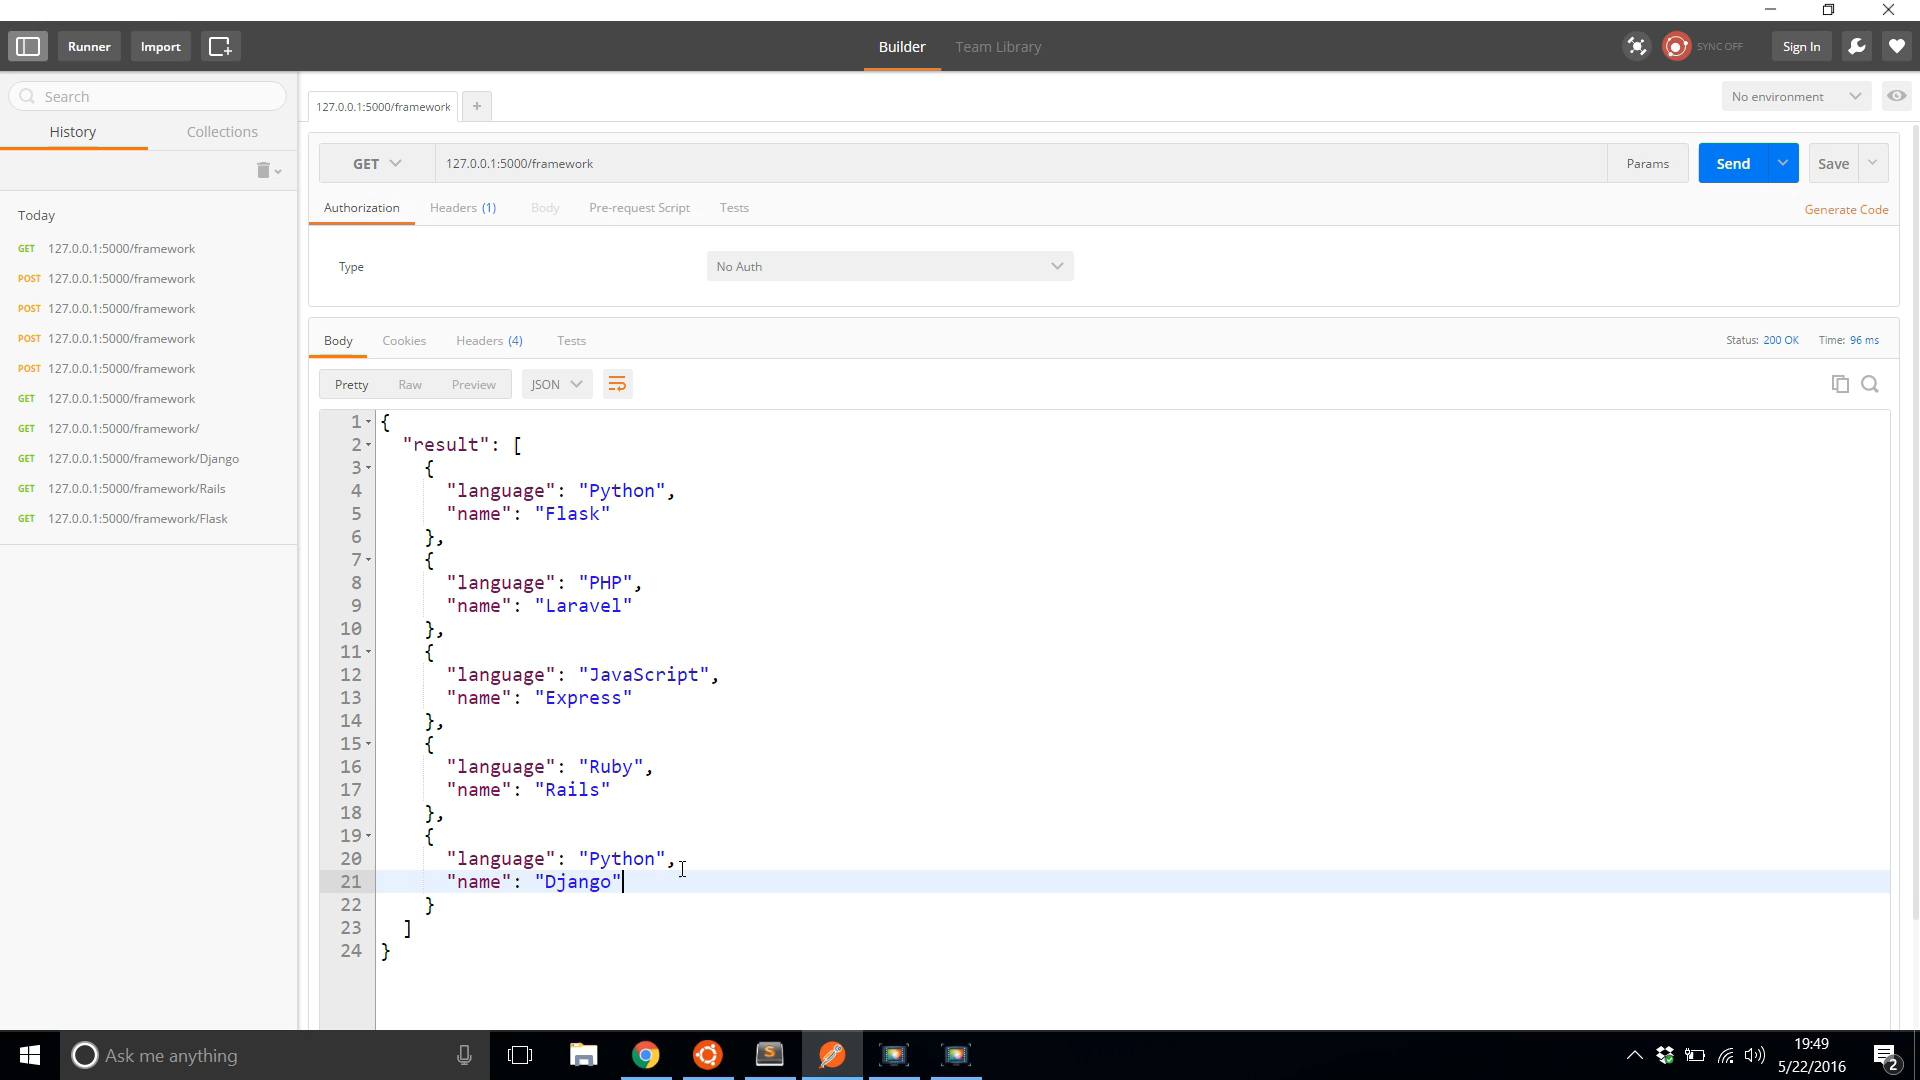 Runner
Import
Builder
Team Library
SYNC OFF
Sign In
Search
History
Collections
Today
GET 127.0.0.1:5000/framework
POST 127.0.0.1:5000/framework
POST 127.0.0.1:5000/framework
POST 127.0.0.1:5000/framework
POST 127.0.0.1:5000/framework
GET 127.0.0.1:5000/framework
GET 127.0.0.1:5000/framework/
GET 127.0.0.1:5000/framework/Django
GET 127.0.0.1:5000/framework/Rails
GET 127.0.0.1:5000/framework/Flask
127.0.0.1:5000/framework
+
No environment
GET
127.0.0.1:5000/framework
Params
Send
Save
Authorization
Headers (1)
Body
Pre-request Script
Tests
Generate Code
Type
No Auth
Body
Cookies
Headers (4)
Tests
Status: 200 OK
Time: 96 ms
Pretty
Raw
Preview
JSON
1 {
2 "result": [
3 {
4 "language": "Python",
5 "name": "Flask"
6 },
7 {
8 "language": "PHP",
9 "name": "Laravel"
10 },
11 {
12 "language": "JavaScript",
13 "name": "Express"
14 },
15 {
16 "language": "Ruby",
17 "name": "Rails"
18 },
19 {
20 "language": "Python",
21 "name": "Django"
22 }
23 ]
24 }
Ask me anything
S
19:49
5/22/2016
2